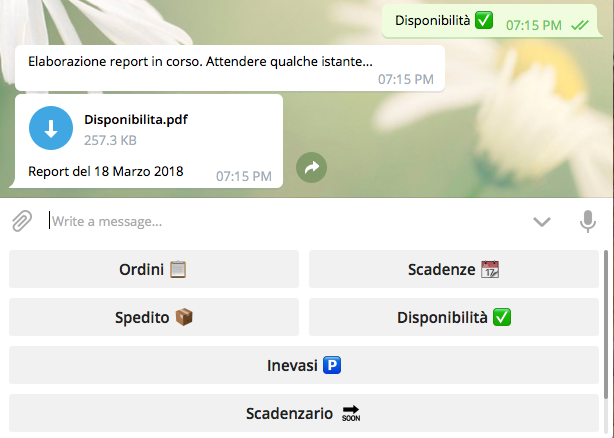 Disponibilità ✅ 07:15 PM
Elaborazione report in corso. Attendere qualche istante...
07:15 PM
Disponibilita.pdf
257.3 KB
Report del 18 Marzo 2018 07:15 PM
Write a message...
Ordini 📋 Scadenze 📆
Spedito 📦 Disponibilità ✅
Inevasi 🅿️
Scadenzario 🔜